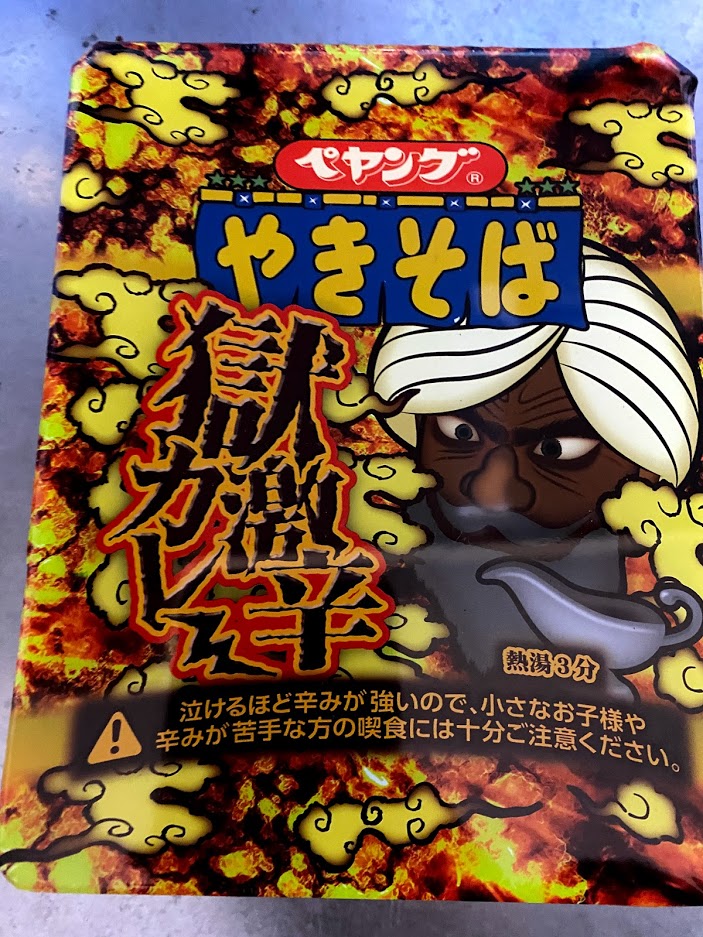 ペヤング®
やきそば
獄激辛
カレー
熱湯3分
泣けるほど辛みが強いので、小さなお子様や
辛みが苦手な方の喫食には十分ご注意ください。